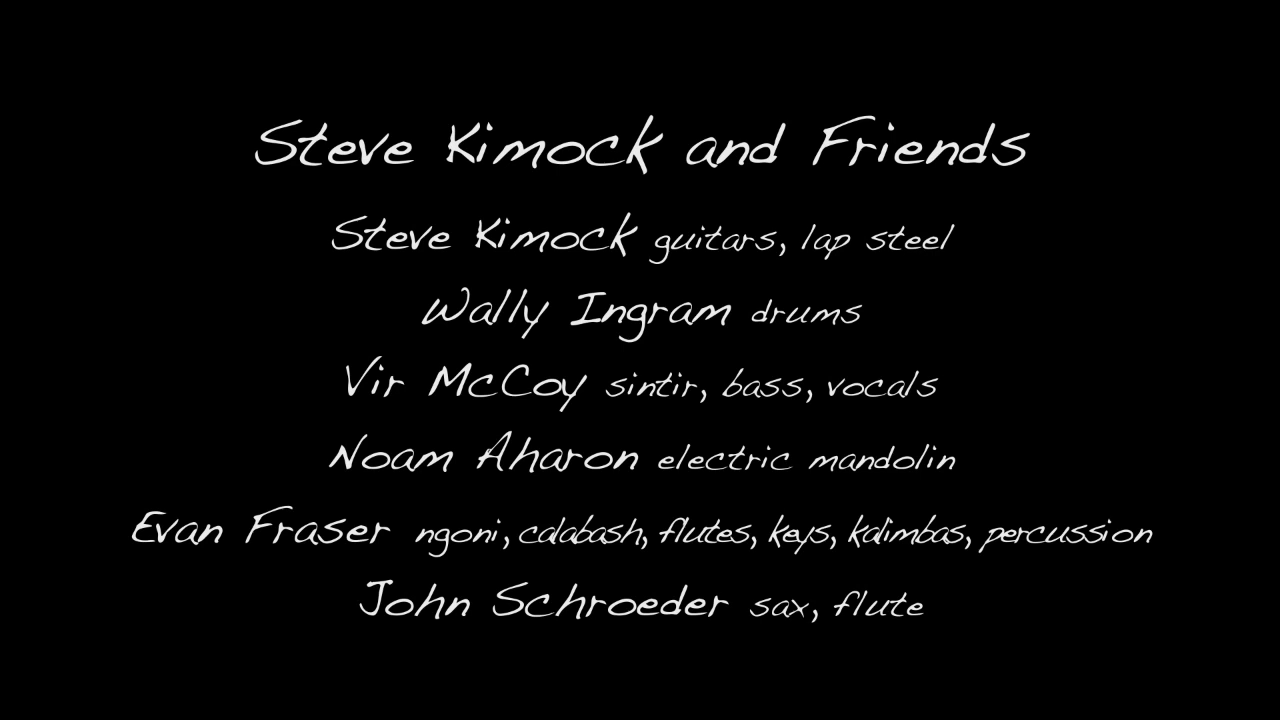 Steve Kimock and Friends
Steve Kimock guitars, lap steel
Wally Ingram drums
Vir McCoy sintir, bass, vocals
Noam Aharon electric mandolin
Evan Fraser ngoni, calabash, flutes, keys, kalimbas, percussion
John Schroeder sax, flute